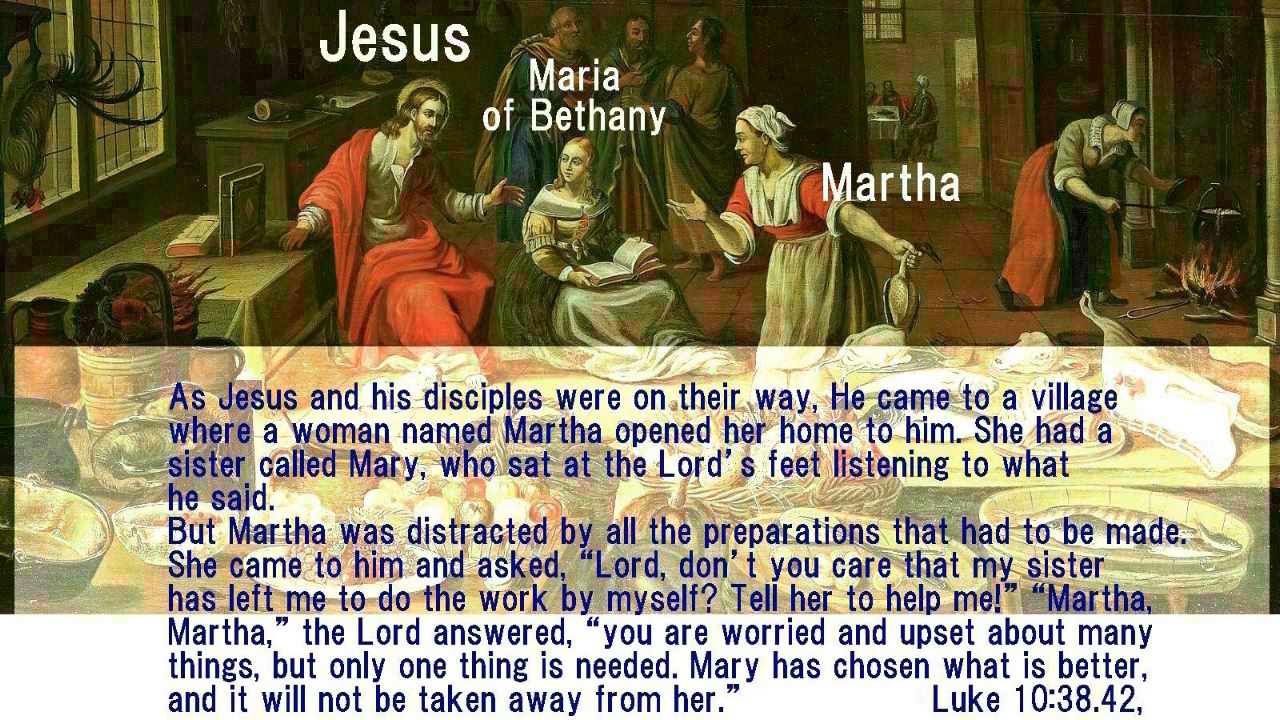 Jesus
Maria
of Bethany
Martha
As Jesus and his disciples were on their way, He came to a village
where a woman named Martha opened her home to him. She had a
sister called Mary, who sat at the Lord’s feet listening to what
he said.
But Martha was distracted by all the preparations that had to be made.
She came to him and asked, “Lord, don’t you care that my sister
has left me to do the work by myself? Tell her to help me!” “Martha,
Martha,” the Lord answered, “you are worried and upset about many
things, but only one thing is needed. Mary has chosen what is better,
and it will not be taken away from her.” Luke 10:38.42,